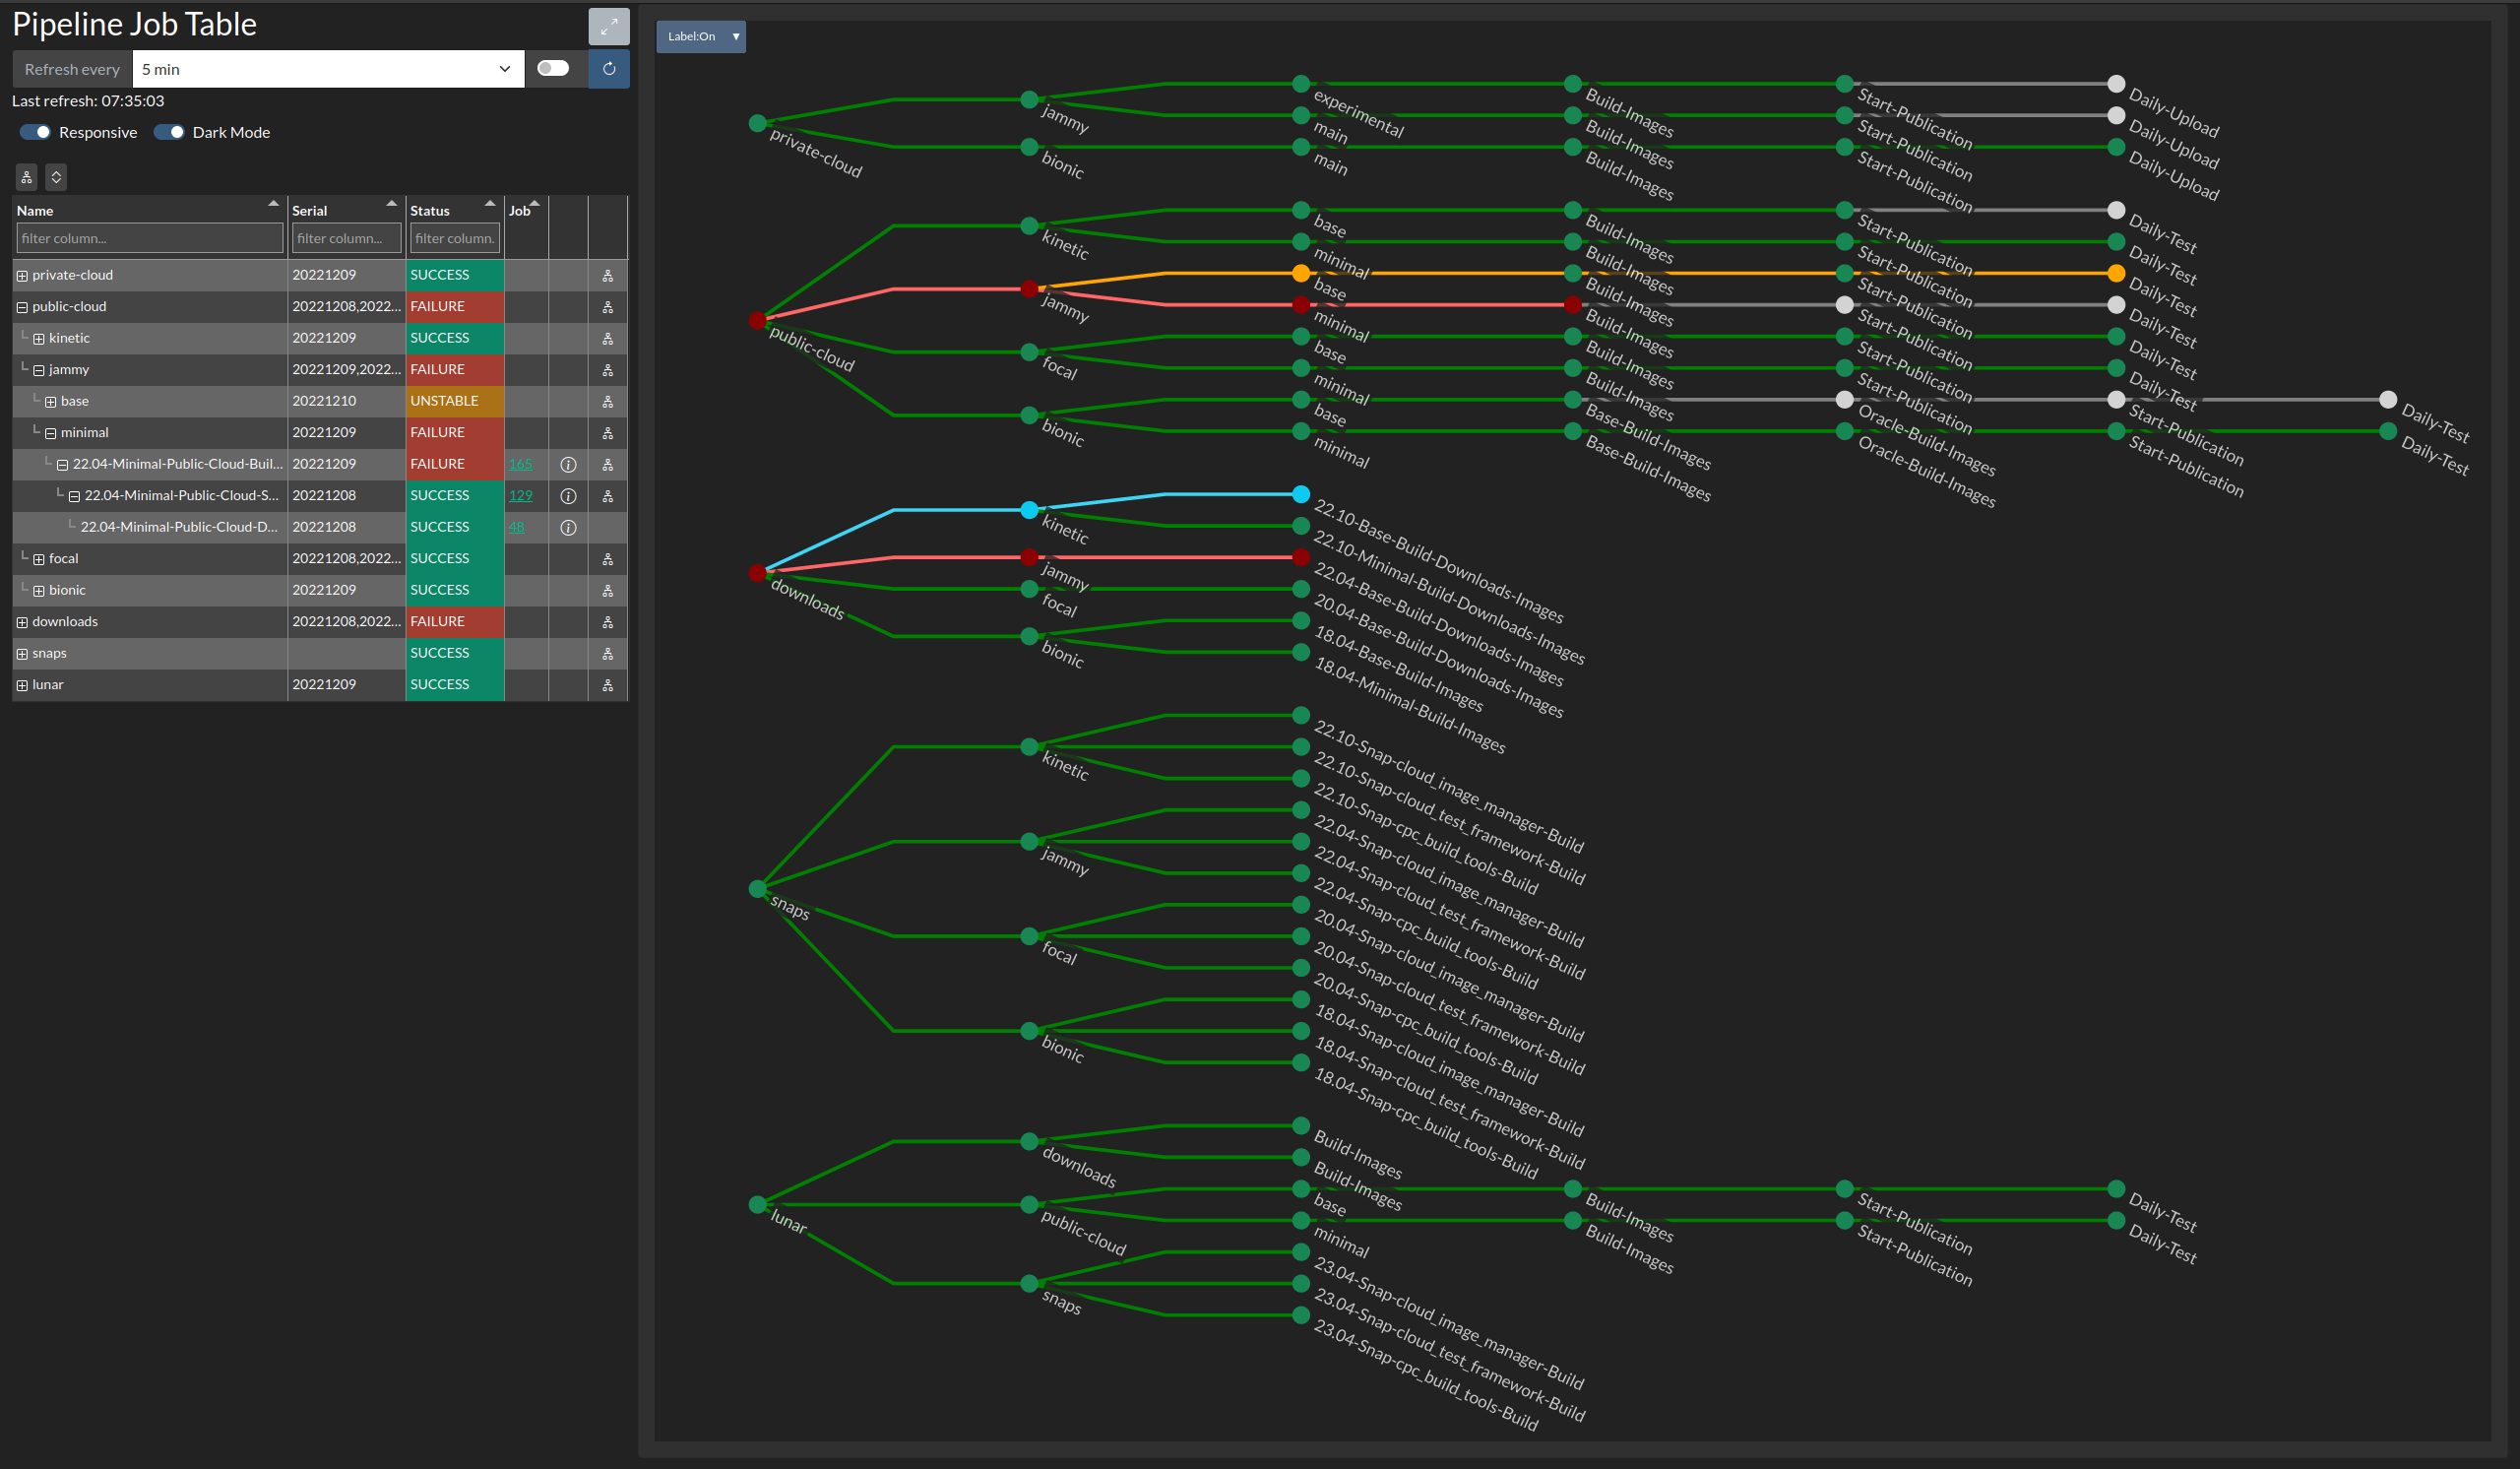 Pipeline Job Table
Refresh every 5 min
Last refresh: 07:35:03
Responsive Dark Mode
Name Serial Status Job
filter column... filter column... filter column.
private-cloud 20221209 SUCCESS
public-cloud 20221208,2022... FAILURE
kinetic 20221209 SUCCESS
jammy 20221209,2022... FAILURE
base 20221210 UNSTABLE
minimal 20221209 FAILURE
22.04-Minimal-Public-Cloud-Buil... 20221209 FAILURE 165
22.04-Minimal-Public-Cloud-S... 20221208 SUCCESS 129
22.04-Minimal-Public-Cloud-D... 20221208 SUCCESS 48
focal 20221208,2022... SUCCESS
bionic 20221209 SUCCESS
downloads 20221208,2022... FAILURE
snaps SUCCESS
lunar 20221209 SUCCESS
Label:On
private-cloud
jammy
experimental
Build-Images
Start-Publication
Daily-Upload
main
Build-Images
Start-Publication
Daily-Upload
bionic
main
Build-Images
Start-Publication
Daily-Upload
public-cloud
kinetic
base
Build-Images
Start-Publication
Daily-Test
minimal
Build-Images
Start-Publication
Daily-Test
jammy
base
Build-Images
Start-Publication
Daily-Test
minimal
Build-Images
Start-Publication
Daily-Test
focal
base
Build-Images
Start-Publication
Daily-Test
minimal
Build-Images
Start-Publication
Daily-Test
bionic
base
Base-Build-Images
Oracle-Build-Images
Start-Publication
Daily-Test
minimal
Base-Build-Images
Oracle-Build-Images
Start-Publication
Daily-Test
downloads
kinetic
22.10-Base-Build-Downloads-Images
22.10-Minimal-Build-Downloads-Images
jammy
22.04-Base-Build-Downloads-Images
focal
20.04-Base-Build-Downloads-Images
bionic
18.04-Base-Build-Images
18.04-Minimal-Build-Images
snaps
kinetic
22.10-Snap-cloud_image_manager-Build
22.10-Snap-cloud_test_framework-Build
22.10-Snap-cpc_build_tools-Build
jammy
22.04-Snap-cloud_image_manager-Build
22.04-Snap-cloud_test_framework-Build
22.04-Snap-cpc_build_tools-Build
focal
20.04-Snap-cloud_image_manager-Build
20.04-Snap-cloud_test_framework-Build
20.04-Snap-cpc_build_tools-Build
bionic
18.04-Snap-cloud_image_manager-Build
18.04-Snap-cloud_test_framework-Build
18.04-Snap-cpc_build_tools-Build
lunar
downloads
Build-Images
Build-Images
public-cloud
base
Build-Images
Start-Publication
Daily-Test
minimal
Build-Images
Start-Publication
Daily-Test
snaps
23.04-Snap-cloud_image_manager-Build
23.04-Snap-cloud_test_framework-Build
23.04-Snap-cpc_build_tools-Build